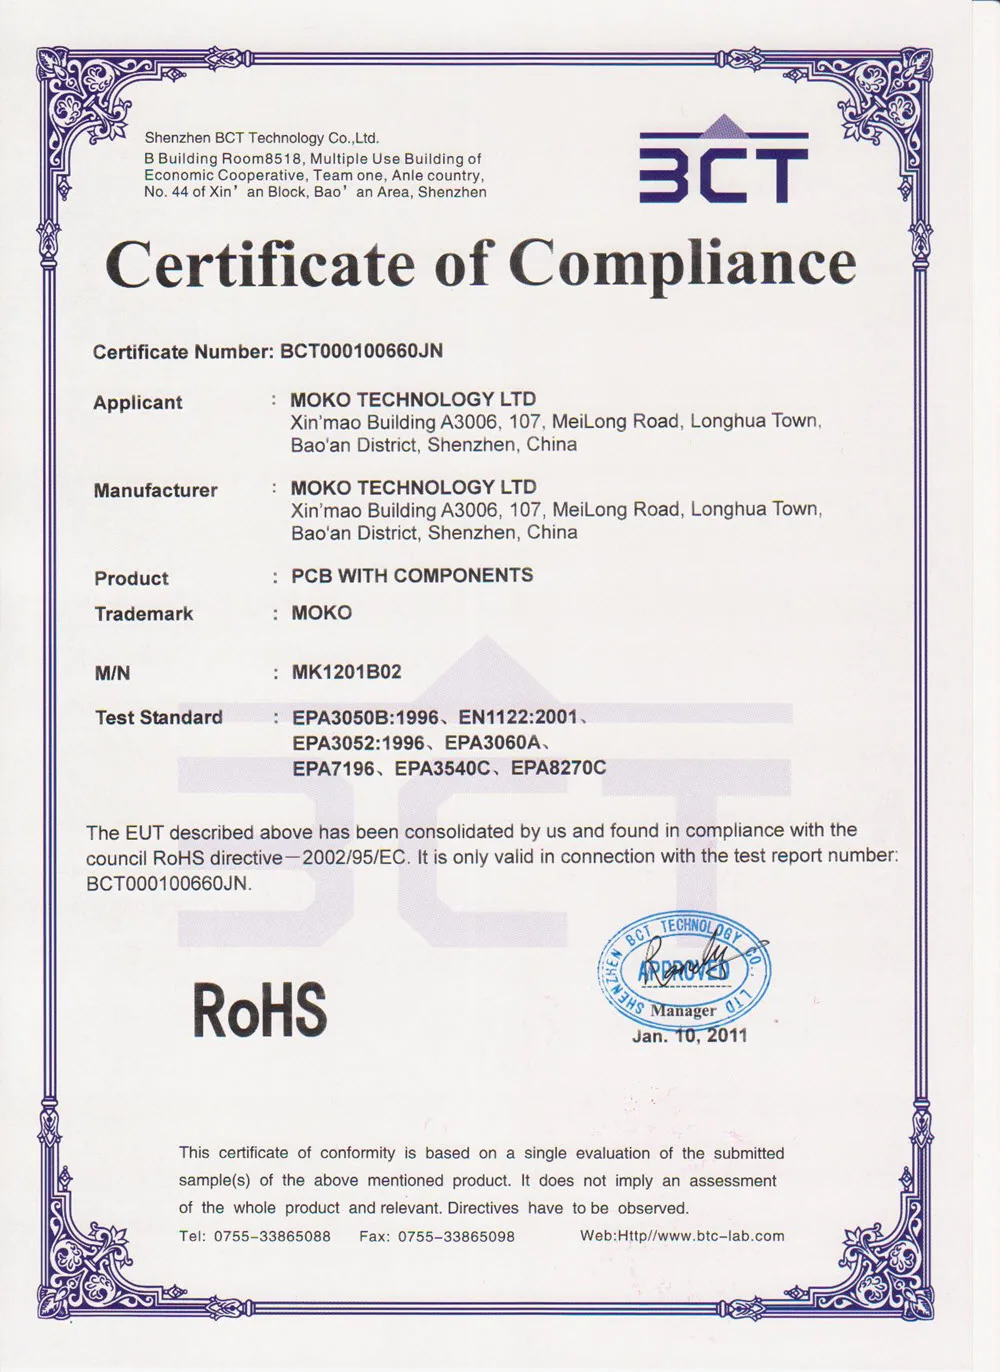 Shenzhen BCT Technology Co.,Ltd.
B Building Room8518, Multiple Use Building of
Economic Cooperative, Team one, Anle country,
No. 44 of Xin’ an Block, Bao’ an Area, Shenzhen
BCT
Certificate of Compliance
Certificate Number: BCT000100660JN
Applicant : MOKO TECHNOLOGY LTD
Xin'mao Building A3006, 107, MeiLong Road, Longhua Town,
Bao'an District, Shenzhen, China
Manufacturer : MOKO TECHNOLOGY LTD
Xin'mao Building A3006, 107, MeiLong Road, Longhua Town,
Bao'an District, Shenzhen, China
Product : PCB WITH COMPONENTS
Trademark : MOKO
M/N : MK1201B02
Test Standard : EPA3050B:1996、EN1122:2001、
EPA3052:1996、EPA3060A、
EPA7196、EPA3540C、EPA8270C
BCT
The EUT described above has been consolidated by us and found in compliance with the
council RoHS directive—2002/95/EC. It is only valid in connection with the test report number:
BCT000100660JN.
RoHS
SHENZHEN BCT TECHNOLOGY CO., LTD
APPROVED
Manager
Jan. 10, 2011
This certificate of conformity is based on a single evaluation of the submitted
sample(s) of the above mentioned product. It does not imply an assessment
of the whole product and relevant. Directives have to be observed.
Tel: 0755-33865088 Fax: 0755-33865098 Web:Http//www.btc-lab.com